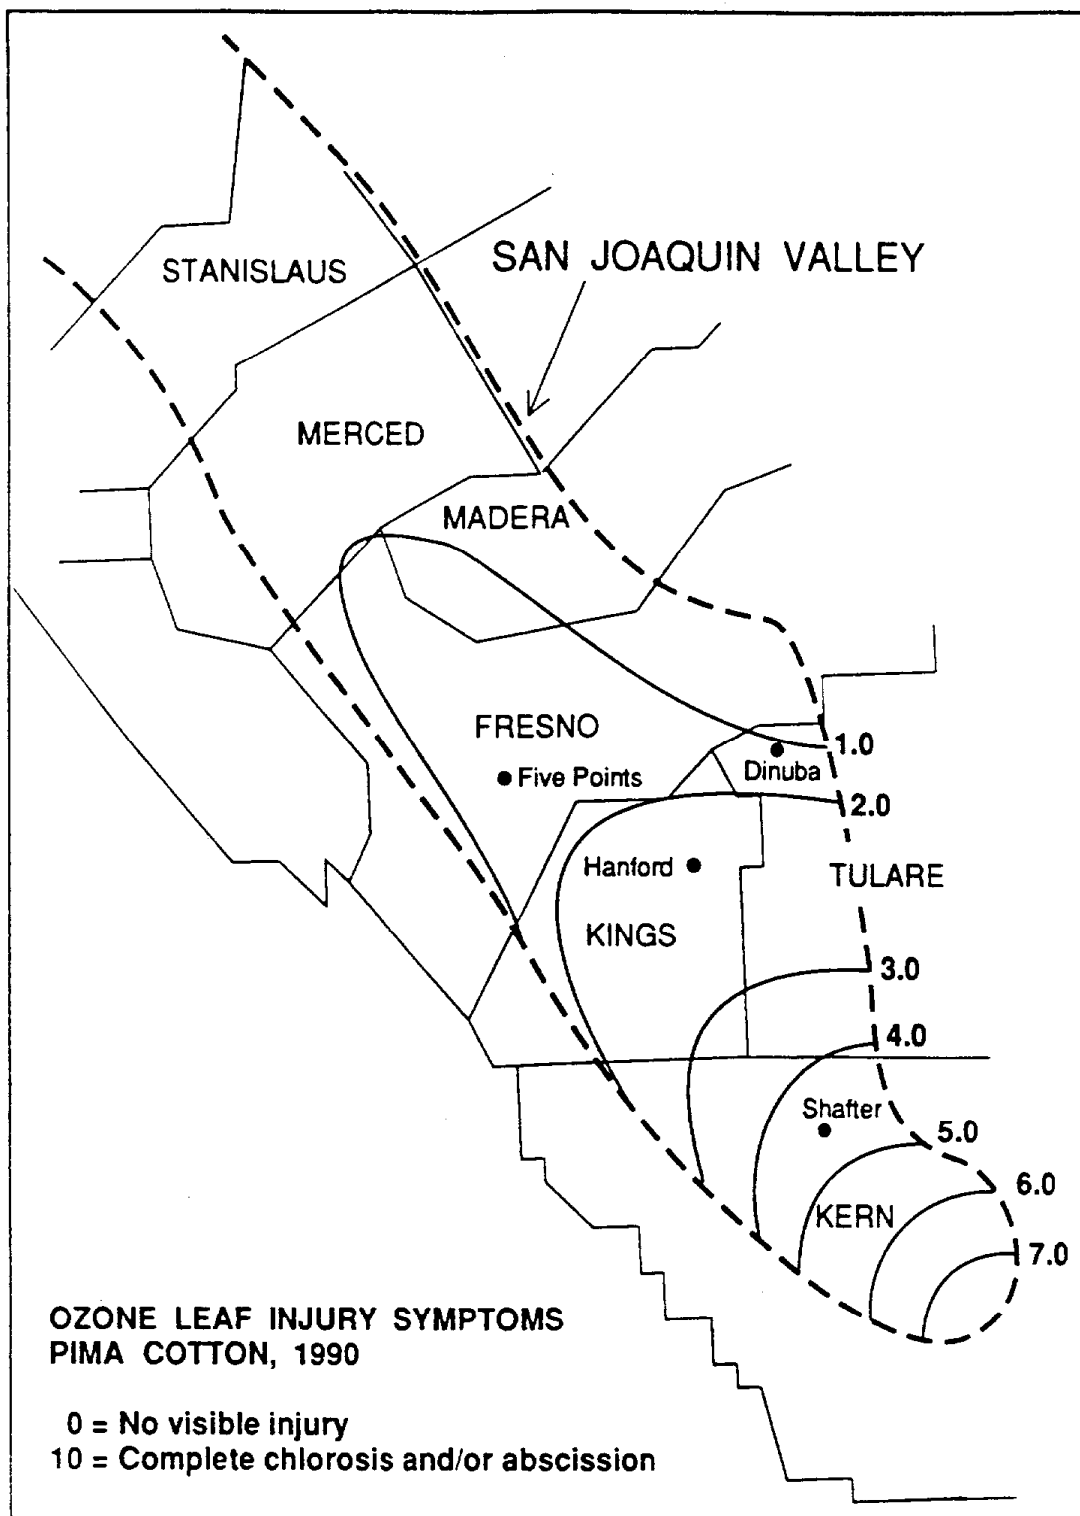 STANISLAUS
SAN JOAQUIN VALLEY
MERCED
MADERA
FRESNO
1.0
Dinuba
Five Points
2.0
Hanford
TULARE
KINGS
3.0
4.0
Shafter
5.0
6.0
KERN
7.0
OZONE LEAF INJURY SYMPTOMS
PIMA COTTON, 1990
0 = No visible injury
10 = Complete chlorosis and/or abscission